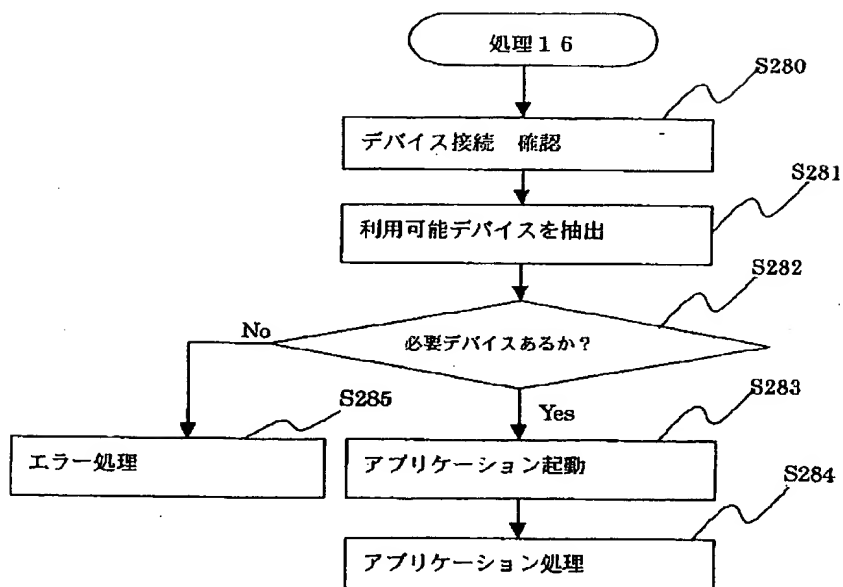 処理16
S280
デバイス接続 確認
S281
利用可能デバイスを抽出
S282
必要デバイスあるか?
No
Yes
S283
アプリケーション起動
S285
エラー処理
S284
アプリケーション処理